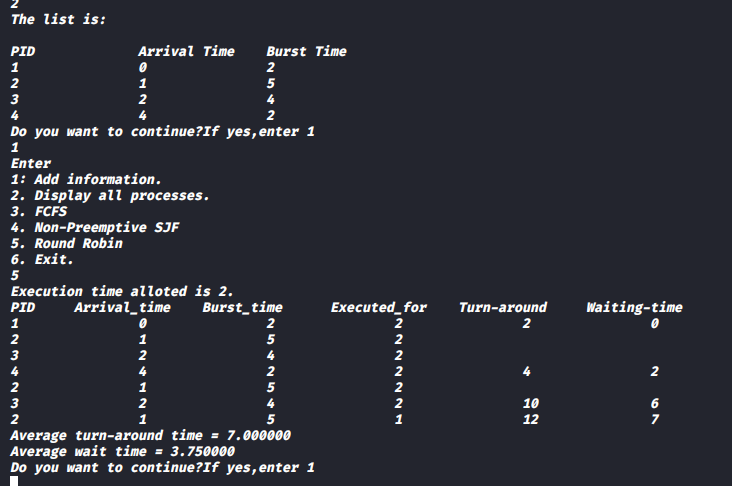 2
The list is:
PID Arrival Time Burst Time
1 0 2
2 1 5
3 2 4
4 4 2
Do you want to continue?If yes,enter 1
1
Enter
1: Add information.
2. Display all processes.
3. FCFS
4. Non-Preemptive SJF
5. Round Robin
6. Exit.
5
Execution time alloted is 2.
PID Arrival_time Burst_time Executed_for Turn-around Waiting-time
1 0 2 2 2 0
2 1 5 2
3 2 4 2
4 4 2 2 4 2
2 1 5 2
3 2 4 2 10 6
2 1 5 1 12 7
Average turn-around time = 7.000000
Average wait time = 3.750000
Do you want to continue?If yes,enter 1